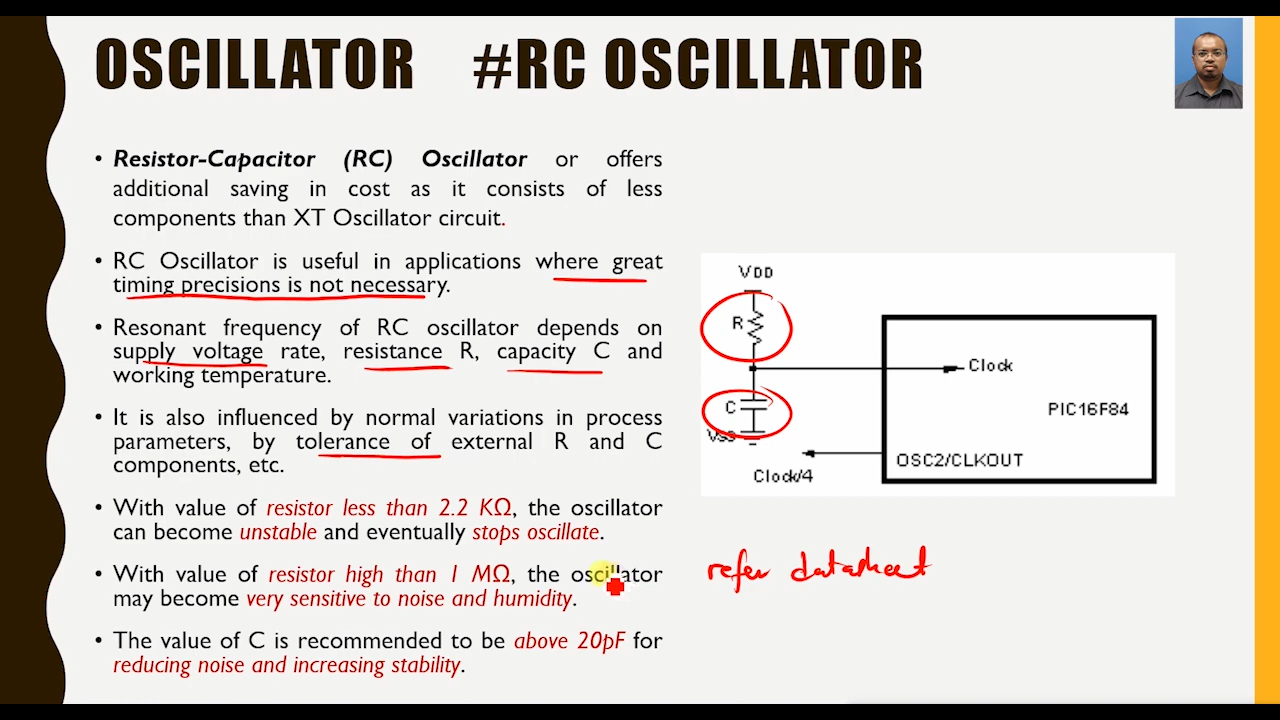 OSCILLATOR #RC OSCILLATOR
• Resistor-Capacitor (RC) Oscillator or offers
additional saving in cost as it consists of less
components than XT Oscillator circuit.
• RC Oscillator is useful in applications where great
timing precisions is not necessary.
• Resonant frequency of RC oscillator depends on
supply voltage rate, resistance R, capacity C and
working temperature.
• It is also influenced by normal variations in process
parameters, by tolerance of external R and C
components, etc.
• With value of resistor less than 2.2 KΩ, the oscillator
can become unstable and eventually stops oscillate.
• With value of resistor high than 1 MΩ, the oscillator
may become very sensitive to noise and humidity.
• The value of C is recommended to be above 20pF for
reducing noise and increasing stability.
VDD
R
Clock
C
PIC16F84
VSS
OSC2/CLKOUT
Clock/4
refer datasheet